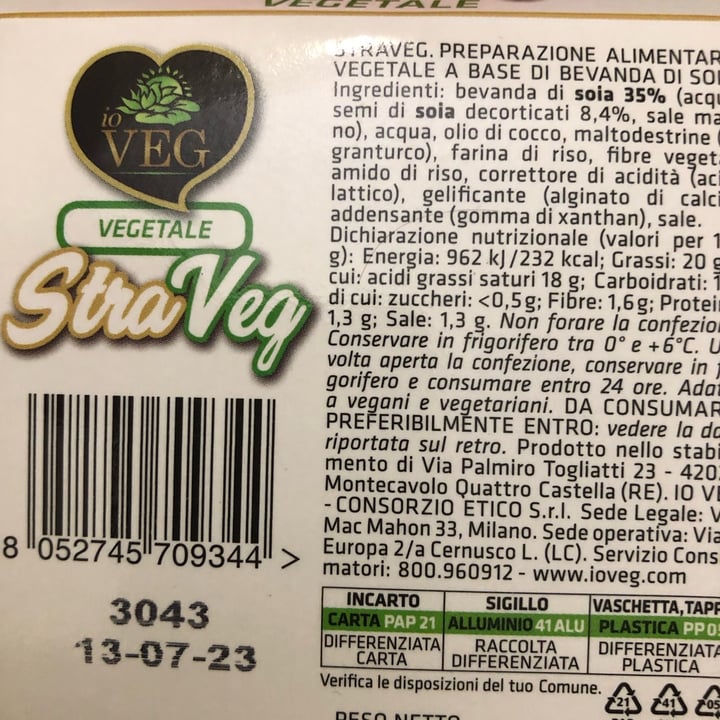 VEGETALE
io
VEG
VEGETALE
StraVeg
8 052745 709344 >
3043
13-07-23
STRAVEG. PREPARAZIONE ALIMENTAR
VEGETALE A BASE DI BEVANDA DI SO
Ingredienti: bevanda di soia 35% (acqu
semi di soia decorticati 8,4%, sale ma
no), acqua, olio di cocco, maltodestrine (
granturco), farina di riso, fibre veget
amido di riso, correttore di acidità (aci
lattico), gelificante (alginato di calci
addensante (gomma di xanthan), sale.
Dichiarazione nutrizionale (valori per 1
g): Energia: 962 kJ/232 kcal; Grassi: 20 g
cui: acidi grassi saturi 18 g; Carboidrati: 1
di cui: zuccheri: <0,5g; Fibre: 1,6g; Protei
1,3 g; Sale: 1,3 g. Non forare la confezio
Conservare in frigorifero tra 0° e +6°C. U
volta aperta la confezione, conservare in f
gorifero e consumare entro 24 ore. Adat
a vegani e vegetariani. DA CONSUMAR
PREFERIBILMENTE ENTRO: vedere la da
riportata sul retro. Prodotto nello stabi
mento di Via Palmiro Togliatti 23 - 420
Montecavolo Quattro Castella (RE). IO VE
- CONSORZIO ETICO S.r.l. Sede Legale: V
Mac Mahon 33, Milano. Sede operativa: Via
Europa 2/a Cernusco L. (LC). Servizio Cons
matori: 800.960912 - www.ioveg.com
INCARTO SIGILLO VASCHETTA, TAPP
CARTA PAP 21 ALLUMINIO 41 ALU PLASTICA PP 05
DIFFERENZIATA RACCOLTA DIFFERENZIATA
CARTA DIFFERENZIATA PLASTICA
Verifica le disposizioni del tuo Comune.
21 41 05
PESO NETTO